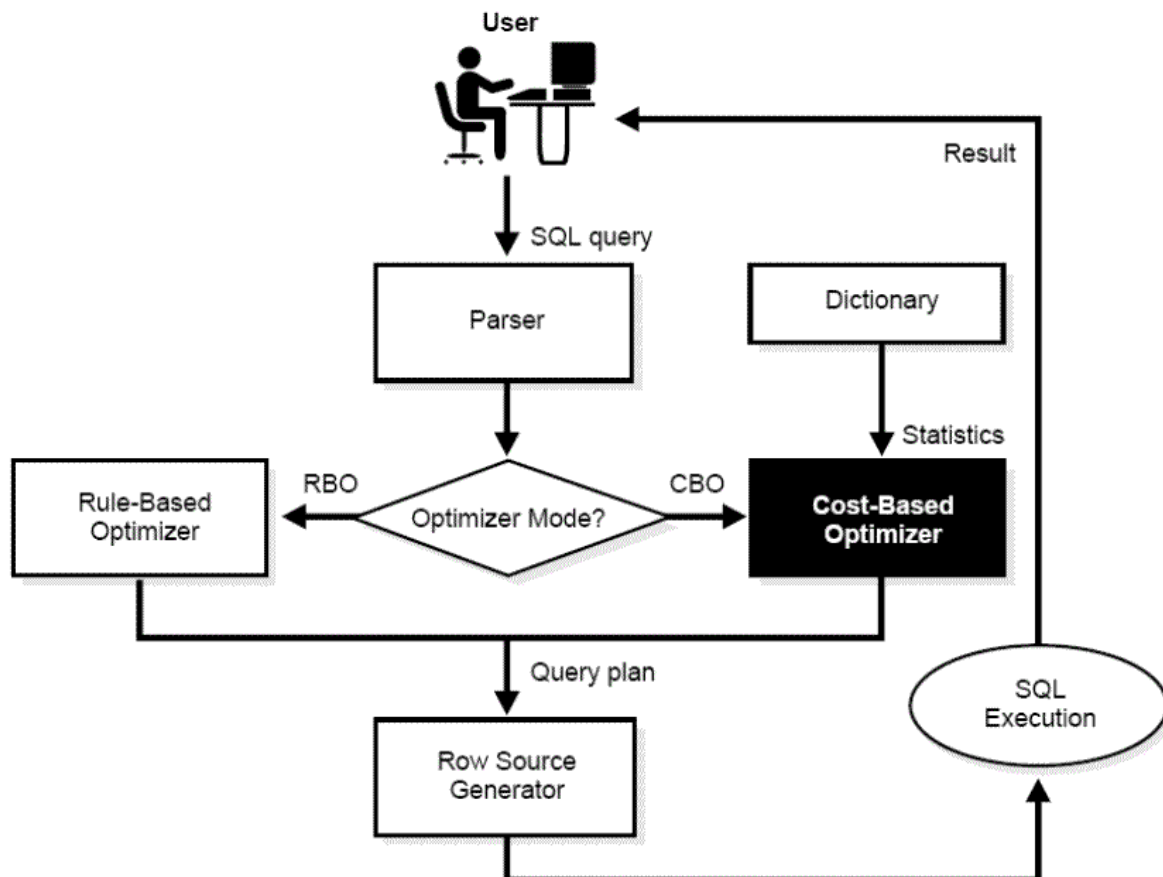 User
Result
SQL query
Parser
Dictionary
Statistics
RBO
CBO
Rule-Based
Optimizer
Optimizer Mode?
Cost-Based
Optimizer
Query plan
SQL
Execution
Row Source
Generator